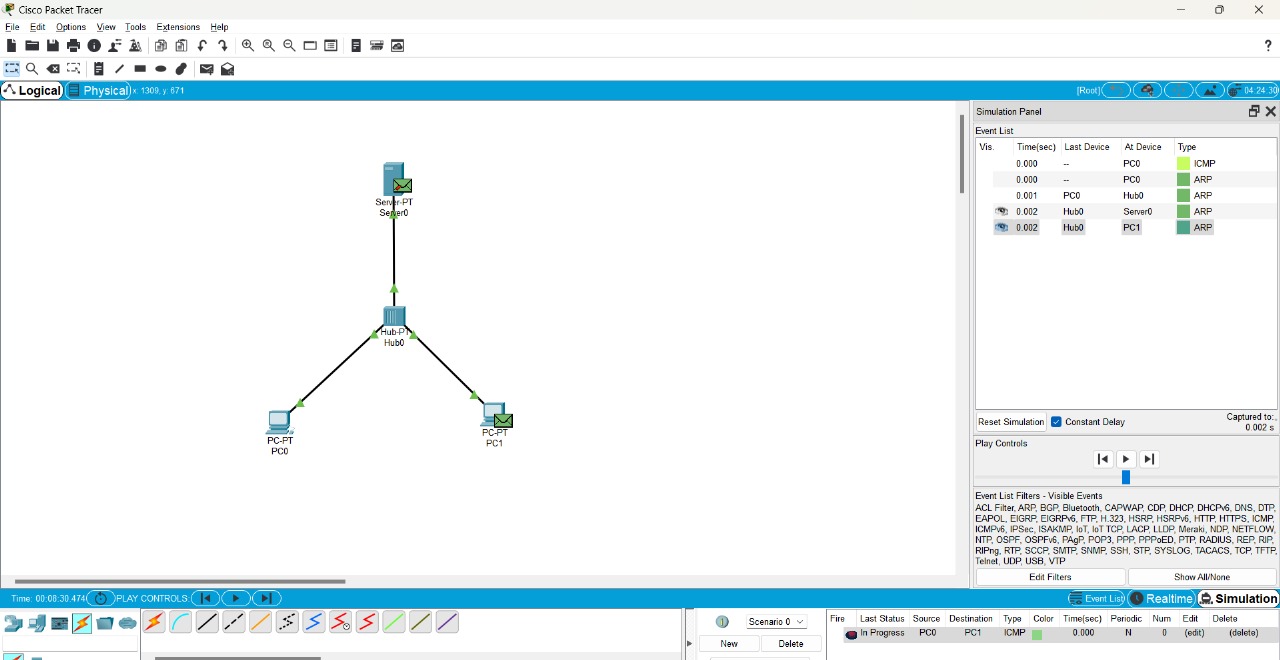 Cisco Packet Tracer
File Edit Options View Tools Extensions Help
?
Logical Physical x: 1309, y: 671 [Root] 04:24:30
Simulation Panel
Event List
Vis. Time(sec) Last Device At Device Type
0.000 -- PC0 ICMP
0.000 -- PC0 ARP
0.001 PC0 Hub0 ARP
0.002 Hub0 Server0 ARP
0.002 Hub0 PC1 ARP
Server-PT
Server0
Hub-PT
Hub0
PC-PT
PC0
PC-PT
PC1
Reset Simulation Constant Delay Captured to:
0.002 s
Play Controls
Event List Filters - Visible Events
ACL Filter, ARP, BGP, Bluetooth, CAPWAP, CDP, DHCP, DHCPv6, DNS, DTP,
EAPOL, EIGRP, EIGRPv6, FTP, H.323, HSRP, HSRPv6, HTTP, HTTPS, ICMP,
ICMPv6, IPSec, ISAKMP, IoT, IoT TCP, LACP, LLDP, Meraki, NDP, NETFLOW,
NTP, OSPF, OSPFv6, PAgP, POP3, PPP, PPPoED, PTP, RADIUS, REP, RIP,
RIPng, RTP, SCCP, SMTP, SNMP, SSH, STP, SYSLOG, TACACS, TCP, TFTP,
Telnet, UDP, USB, VTP
Edit Filters Show All/None
Time: 00:08:30.474 PLAY CONTROLS: Event List Realtime Simulation
Scenario 0
New Delete
Fire Last Status Source Destination Type Color Time(sec) Periodic Num Edit Delete
In Progress PC0 PC1 ICMP 0.000 N 0 (edit) (delete)